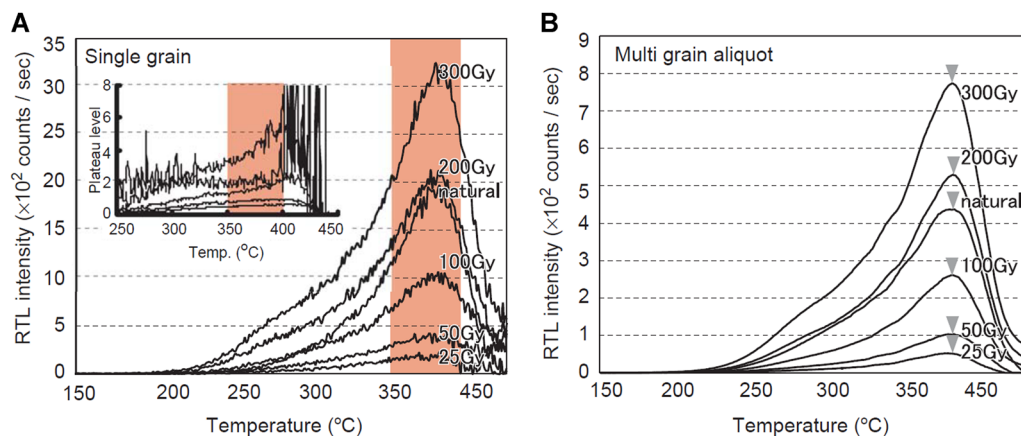 A
Single grain
RTL intensity (×10² counts / sec)
35
30
25
20
15
10
5
0
150
200
250
300
350
400
450
Temperature (°C)
300Gy
200Gy
natural
100Gy
50Gy
25Gy
Plateau level
8
6
4
2
0
250
300
350
400
450
Temp. (°C)
B
Multi grain aliquot
RTL intensity (×10² counts / sec)
9
8
7
6
5
4
3
2
1
0
150
200
250
300
350
400
450
Temperature (°C)
300Gy
200Gy
natural
100Gy
50Gy
25Gy